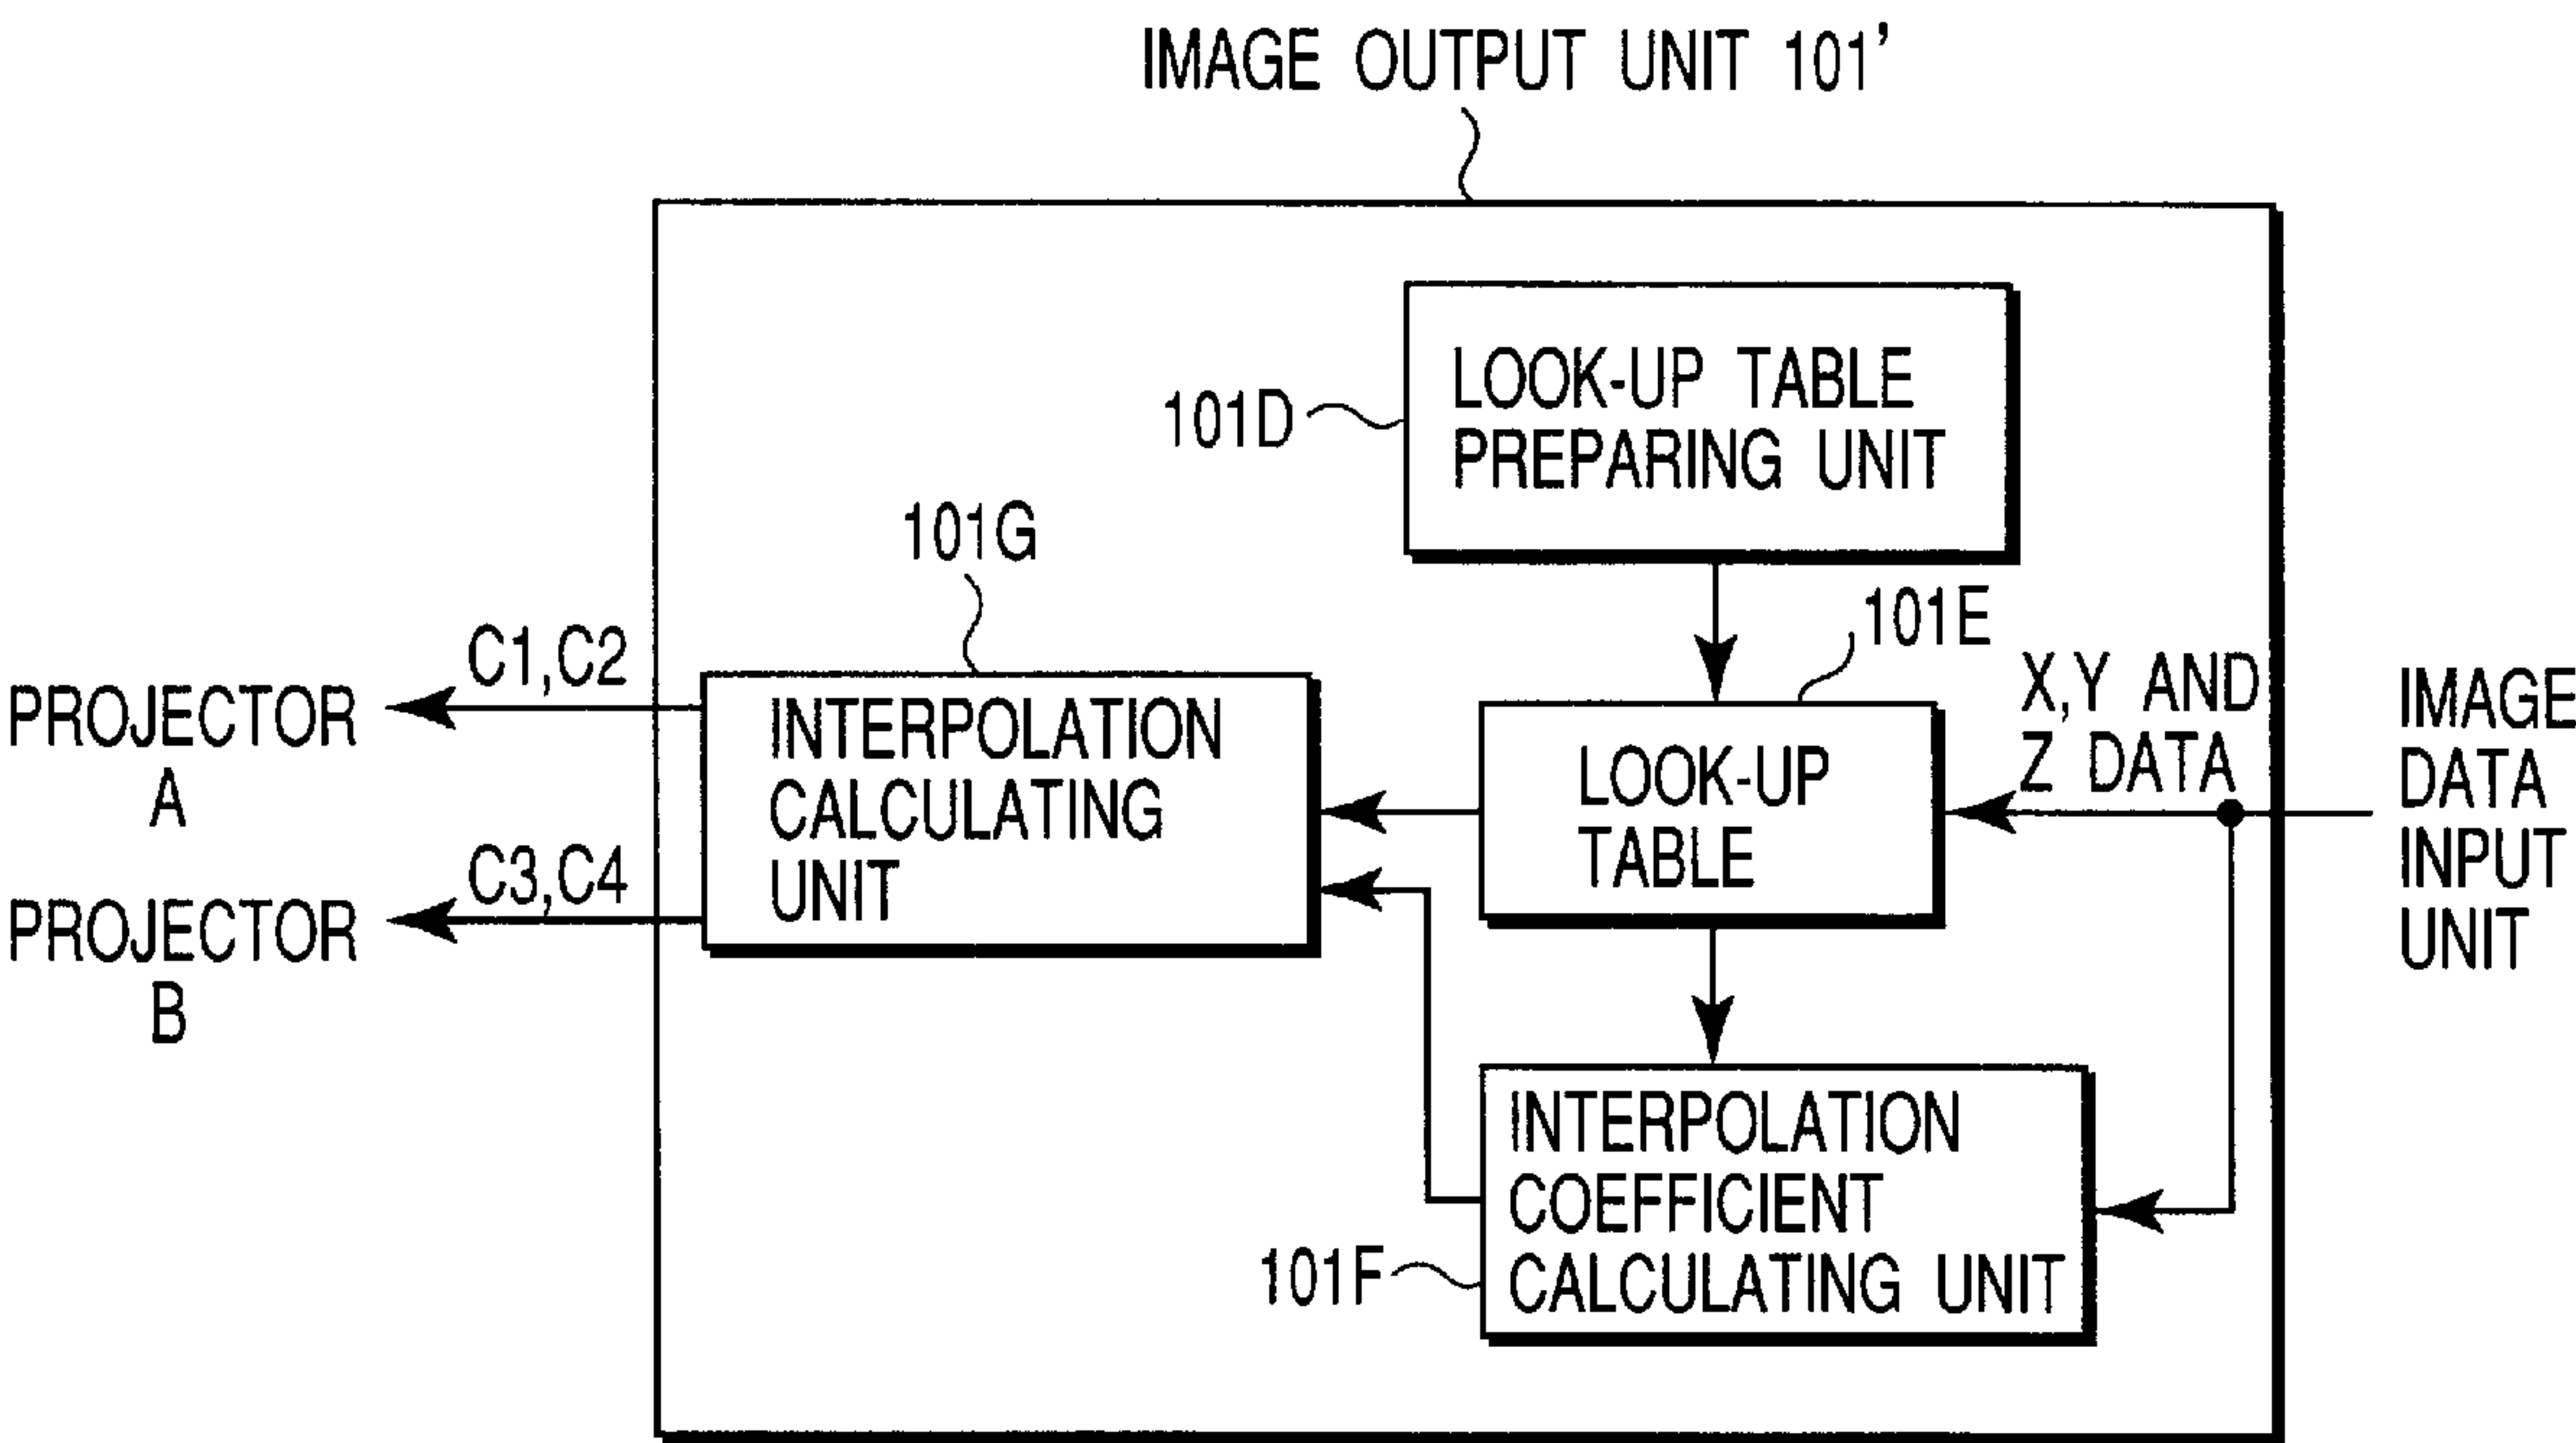 IMAGE OUTPUT UNIT 101'
LOOK-UP TABLE
PREPARING UNIT
101D
101G
101E
C1,C2
PROJECTOR
A
INTERPOLATION
CALCULATING
UNIT
LOOK-UP
TABLE
X,Y AND
Z DATA
IMAGE
DATA
INPUT
UNIT
C3,C4
PROJECTOR
B
INTERPOLATION
COEFFICIENT
CALCULATING UNIT
101F